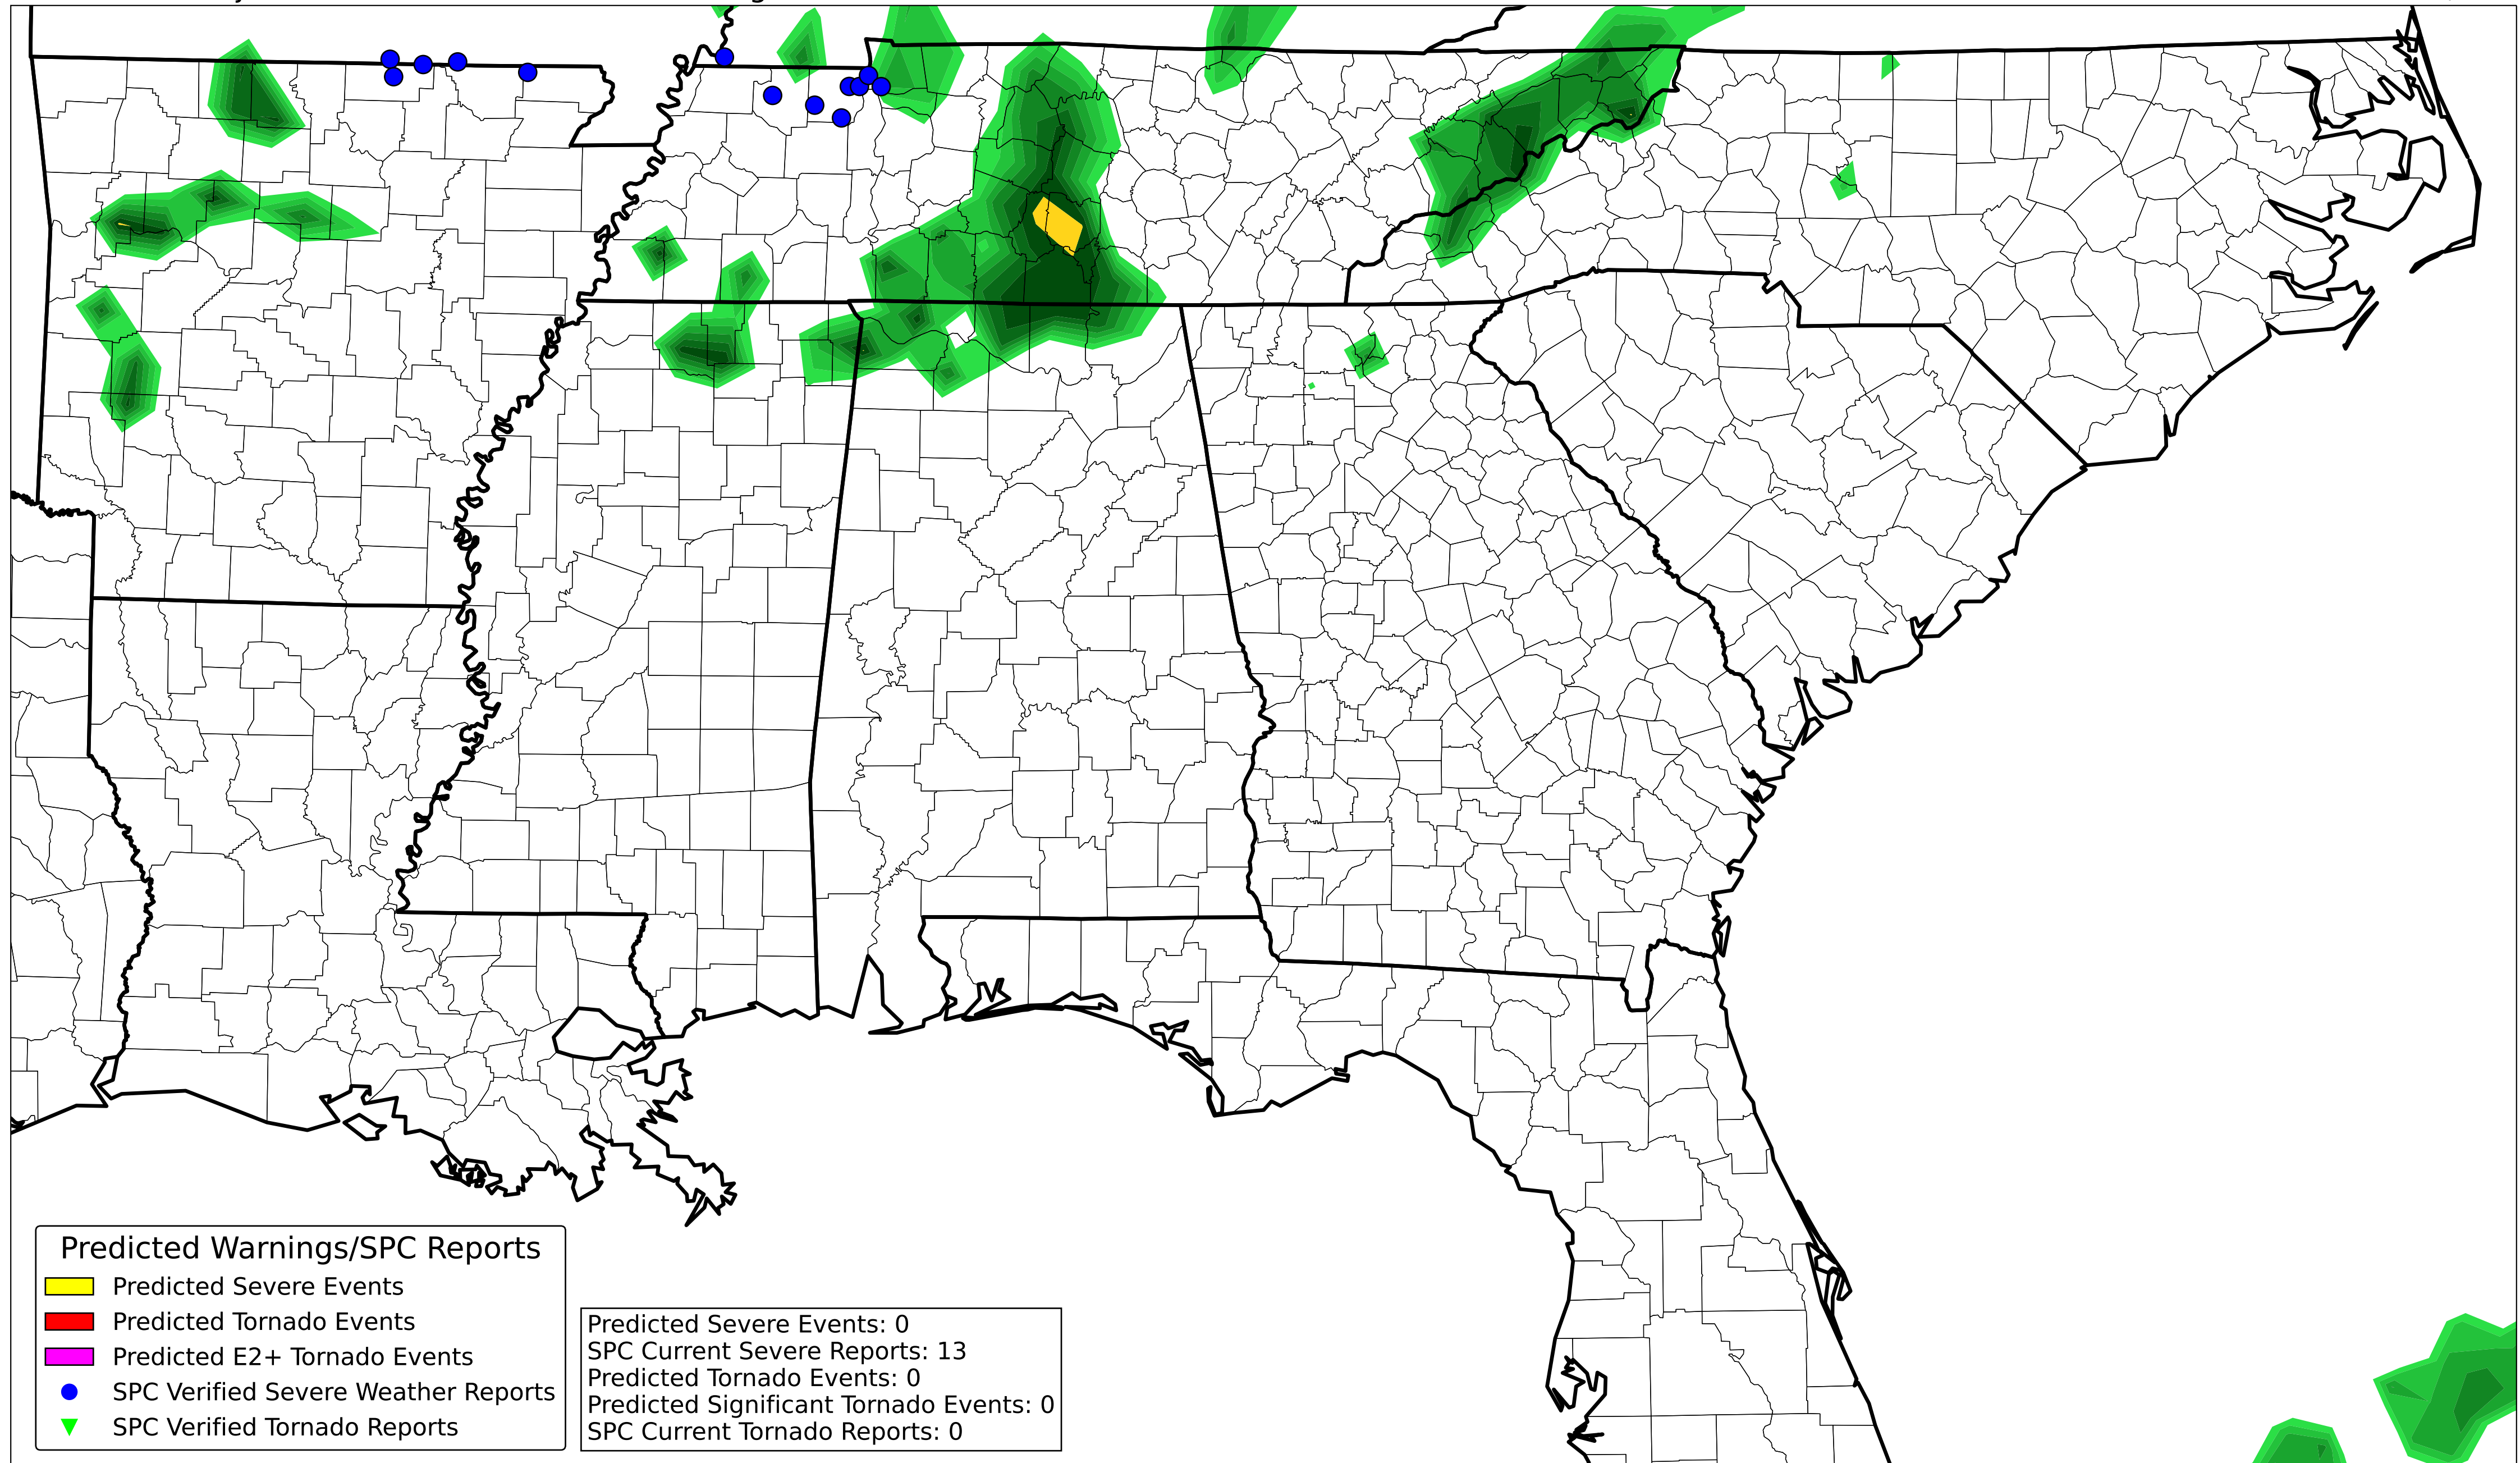 Predicted Warnings/SPC Reports
Predicted Severe Events
Predicted Tornado Events
Predicted E2+ Tornado Events
SPC Verified Severe Weather Reports
SPC Verified Tornado Reports
Predicted Severe Events: 0
SPC Current Severe Reports: 13
Predicted Tornado Events: 0
Predicted Significant Tornado Events: 0
SPC Current Tornado Reports: 0